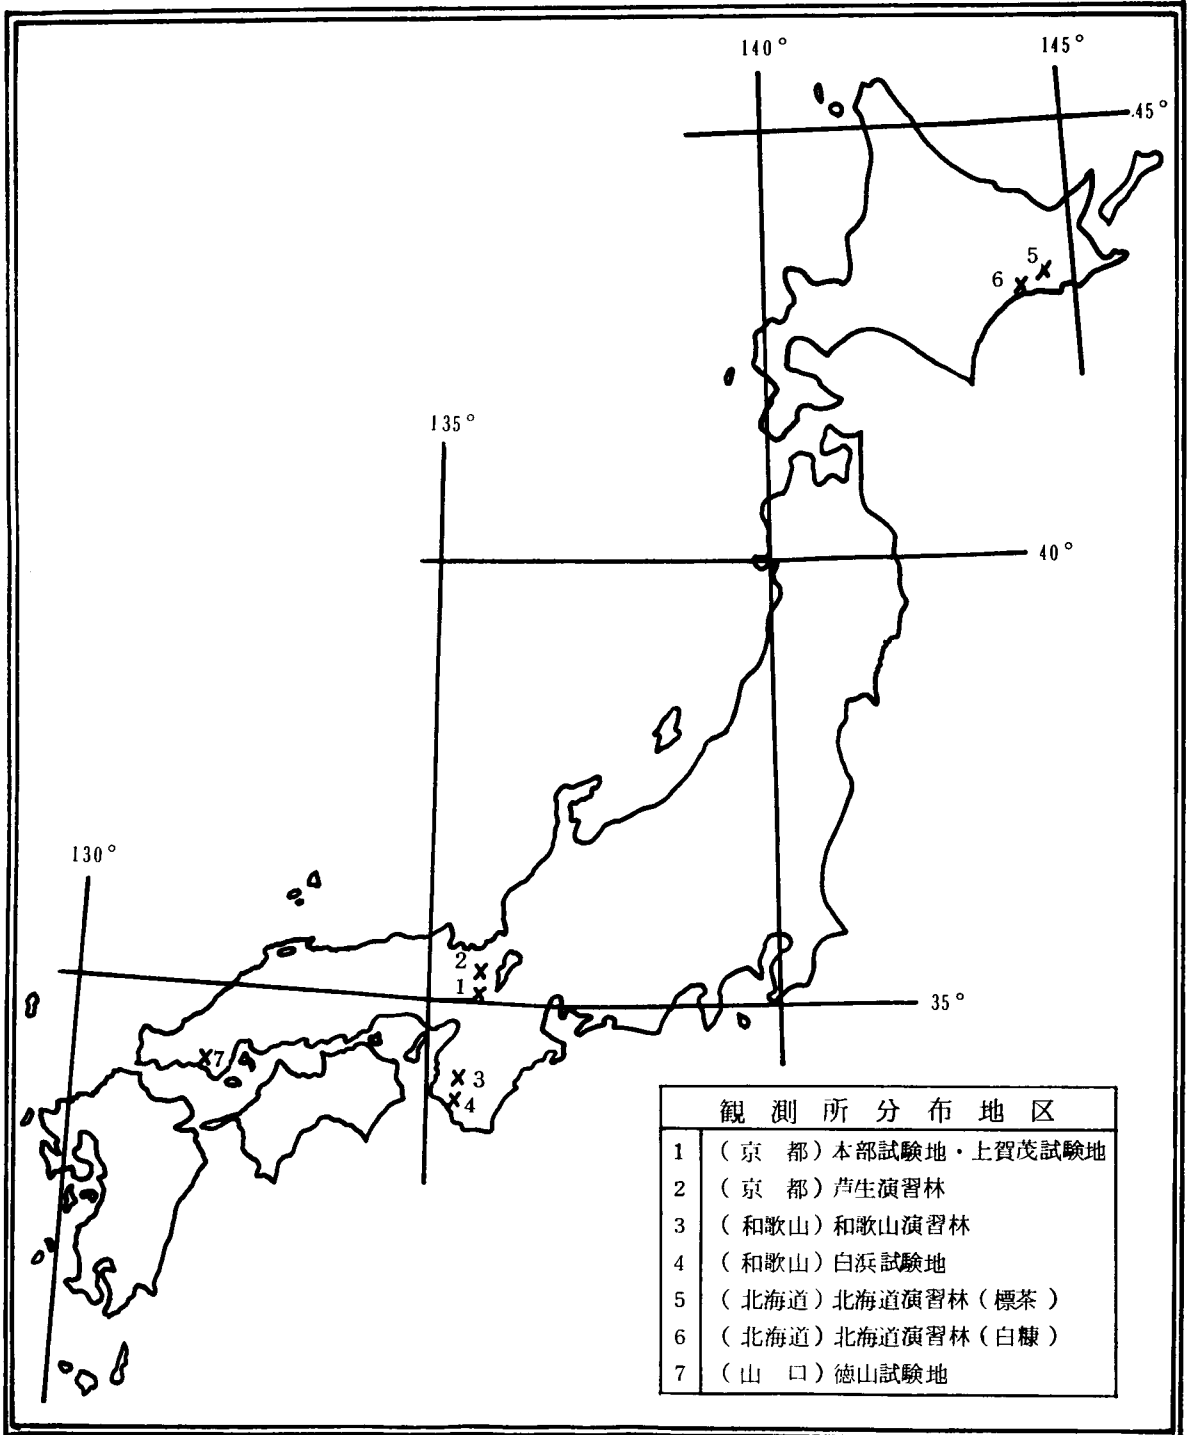 140°
145°
45°
5
6
135°
40°
130°
2
1
35°
7
3
4
観測所分布地区
1 (京 都) 本部試験地・上賀茂試験地
2 (京 都) 芦生演習林
3 (和歌山) 和歌山演習林
4 (和歌山) 白浜試験地
5 (北海道) 北海道演習林(標茶)
6 (北海道) 北海道演習林(白糠)
7 (山 口) 徳山試験地